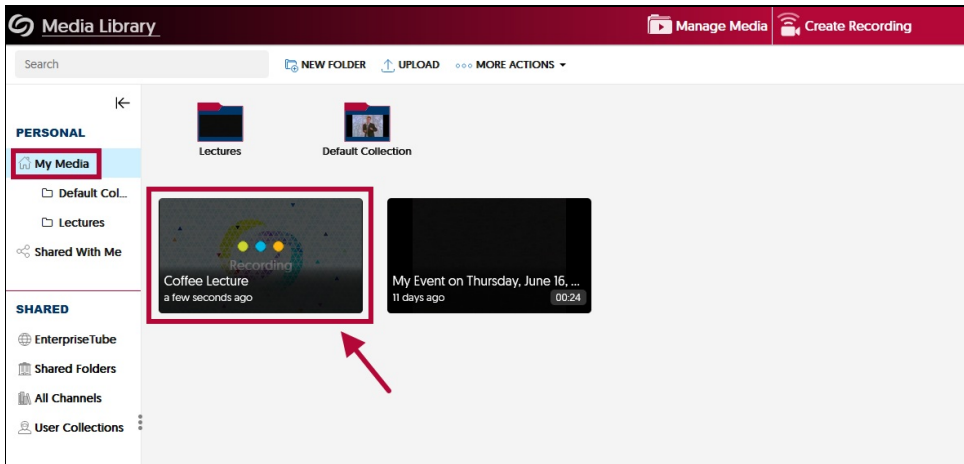 Media Library
Manage Media
Create Recording
Search
NEW FOLDER
UPLOAD
MORE ACTIONS
PERSONAL
My Media
Default Col...
Lectures
Shared With Me
SHARED
EnterpriseTube
Shared Folders
All Channels
User Collections
Lectures
Default Collection
Recording
Coffee Lecture
a few seconds ago
My Event on Thursday, June 16, ...
11 days ago
00:24